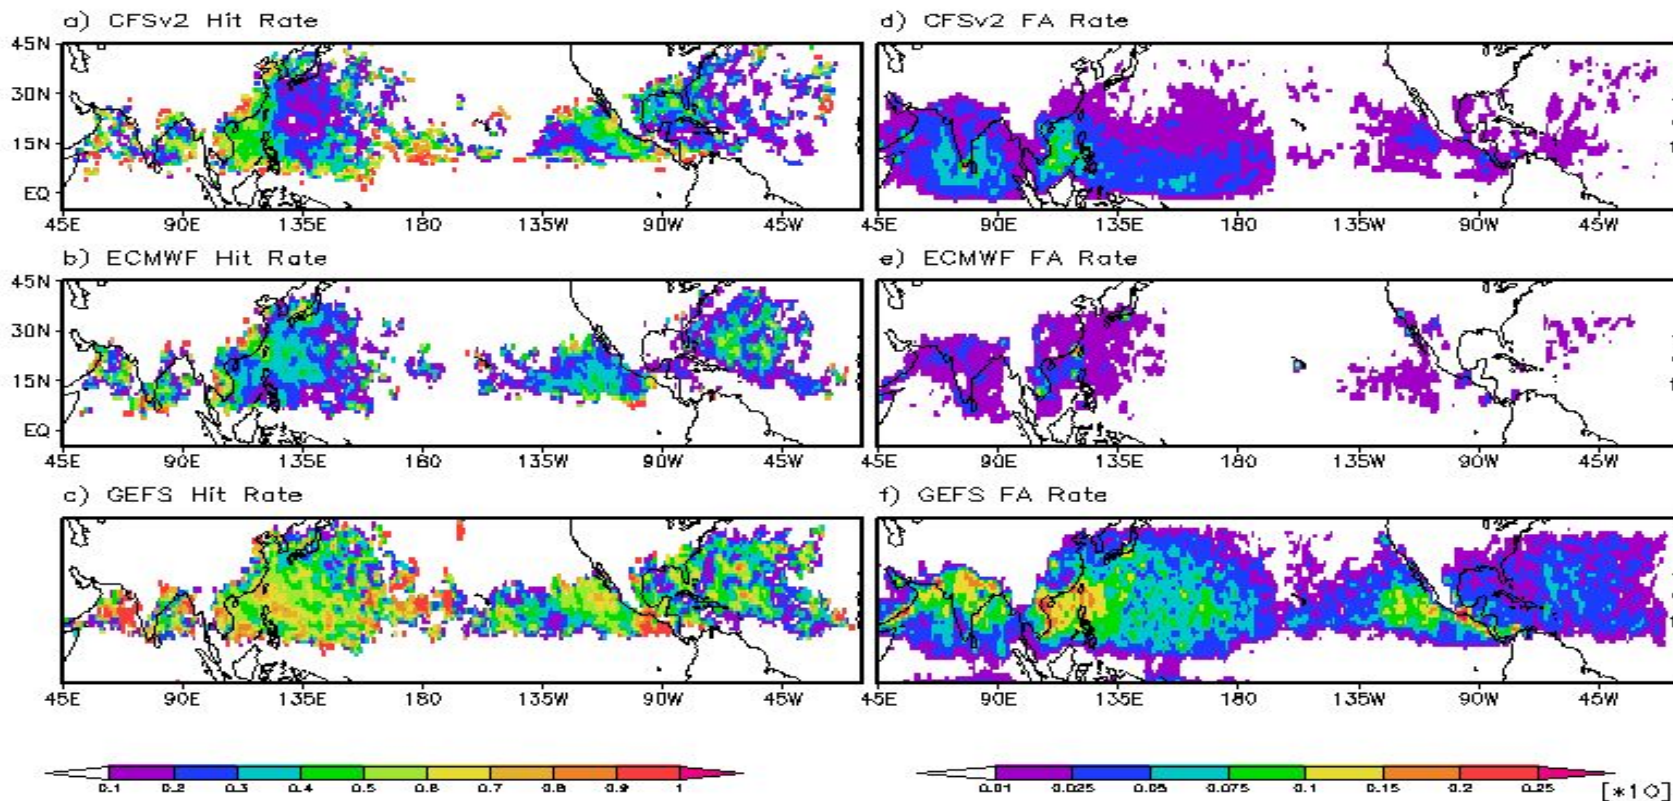 a) CFSv2 Hit Rate
45N
30N
15N
EQ
45E 90E 135E 180 135W 90W 45W
d) CFSv2 FA Rate
45E 90E 135E 180 135W 90W 45W
b) ECMWF Hit Rate
45N
30N
15N
EQ
45E 90E 135E 180 135W 90W 45W
e) ECMWF FA Rate
45E 90E 135E 180 135W 90W 45W
c) GEFS Hit Rate
45E 90E 135E 180 135W 90W 45W
f) GEFS FA Rate
45E 90E 135E 180 135W 90W 45W
0.1 0.2 0.3 0.4 0.5 0.6 0.7 0.8 0.9 1
0.01 0.025 0.05 0.075 0.1 0.15 0.2 0.25
[*10]